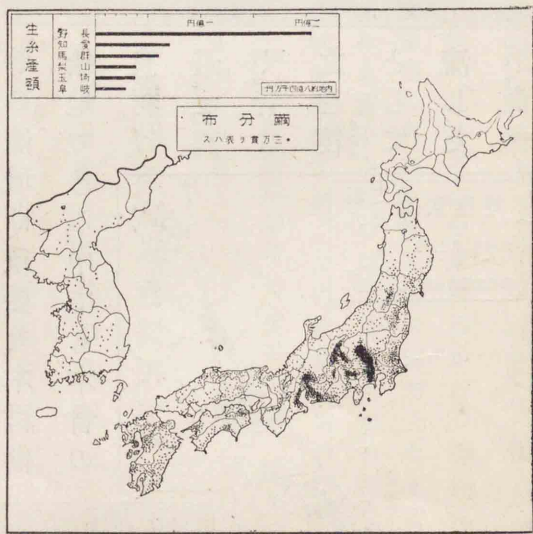 生糸産額
一億円
二億円
長野
愛知
群馬
山梨
埼玉
岐阜
繭分布
・三万貫ヲ表ハス